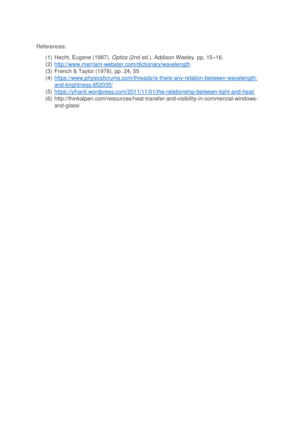 References:
(1) Hecht, Eugene (1987). Optics (2nd ed.). Addison Wesley. pp. 15–16.
(2) http://www.merriam-webster.com/dictionary/wavelength
(3) French & Taylor (1978), pp. 24, 55
(4) https://www.physicsforums.com/threads/is-there-any-relation-between-wavelength-
and-brightness.652035/
(5) https://yihanli.wordpress.com/2011/11/01/the-relationship-between-light-and-heat/
(6) http://thinkalpen.com/resources/heat-transfer-and-visibility-in-commercial-windows-
and-glass/